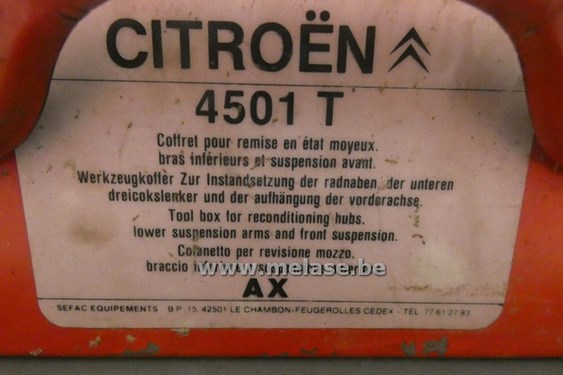 CITROËN
4501 T
Coffret pour remise en état moyeux.
bras inférieurs et suspension avant.
Werkzeugkoffer Zur Instandsetzung der radnaben, der unteren
dreicokslenker und der aufhängung der vorderachse.
Tool box for reconditioning hubs.
lower suspension arms and front suspension.
Cofanetto per revisione mozzo.
braccio
www.melase.be
AX
SEFAC EQUIPEMENTS B.P. 15. 42501 LE CHAMBON-FEUGEROLLES CEDEX - TEL 77 61 27 93